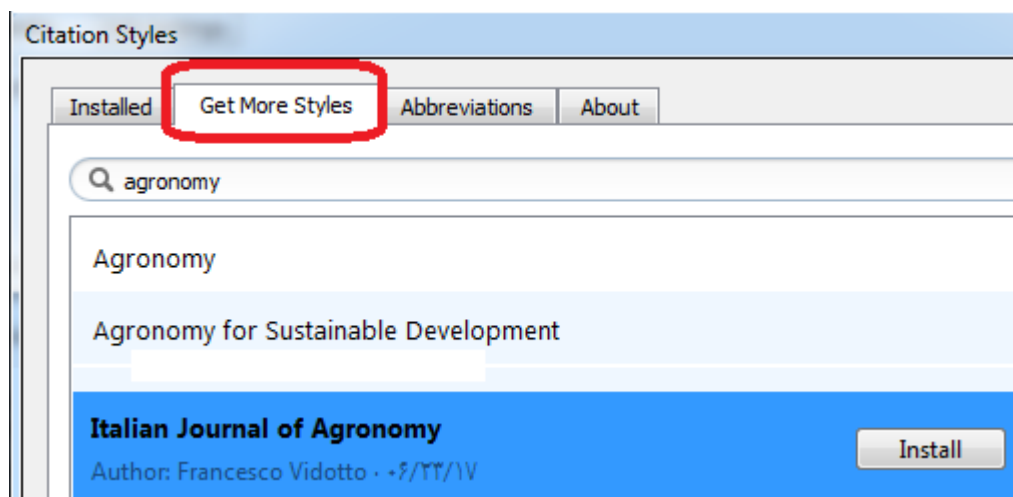 Citation Styles
Installed Get More Styles Abbreviations About
agronomy
Agronomy
Agronomy for Sustainable Development
Italian Journal of Agronomy
Author: Francesco Vidotto · ۰۶/۲۳/۱۷
Install